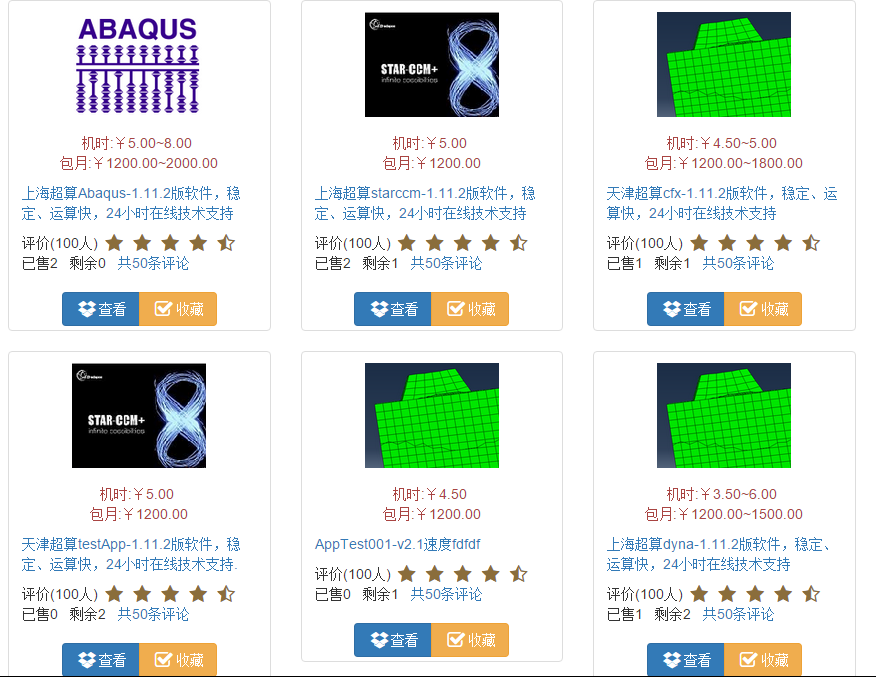 ABAQUS
机时:￥5.00~8.00
包月:￥1200.00~2000.00
上海超算Abaqus-1.11.2版软件，稳
定、运算快，24小时在线技术支持
评价(100人)
已售2 剩余0 共50条评论
查看 收藏
STAR-CCM+
机时:￥5.00
包月:￥1200.00
上海超算starccm-1.11.2版软件，稳
定、运算快，24小时在线技术支持
评价(100人)
已售2 剩余1 共50条评论
查看 收藏
机时:￥4.50~5.00
包月:￥1200.00~1800.00
天津超算cfx-1.11.2版软件，稳定、运
算快，24小时在线技术支持
评价(100人)
已售1 剩余1 共50条评论
查看 收藏
STAR-CCM+
机时:￥5.00
包月:￥1200.00
天津超算testApp-1.11.2版软件，稳
定、运算快，24小时在线技术支持.
评价(100人)
已售0 剩余2 共50条评论
查看 收藏
机时:￥4.50
包月:￥1200.00
AppTest001-v2.1速度fdfdf
评价(100人)
已售0 剩余1 共50条评论
查看 收藏
机时:￥3.50~6.00
包月:￥1200.00~1500.00
上海超算dyna-1.11.2版软件，稳定、
运算快，24小时在线技术支持
评价(100人)
已售1 剩余2 共50条评论
查看 收藏